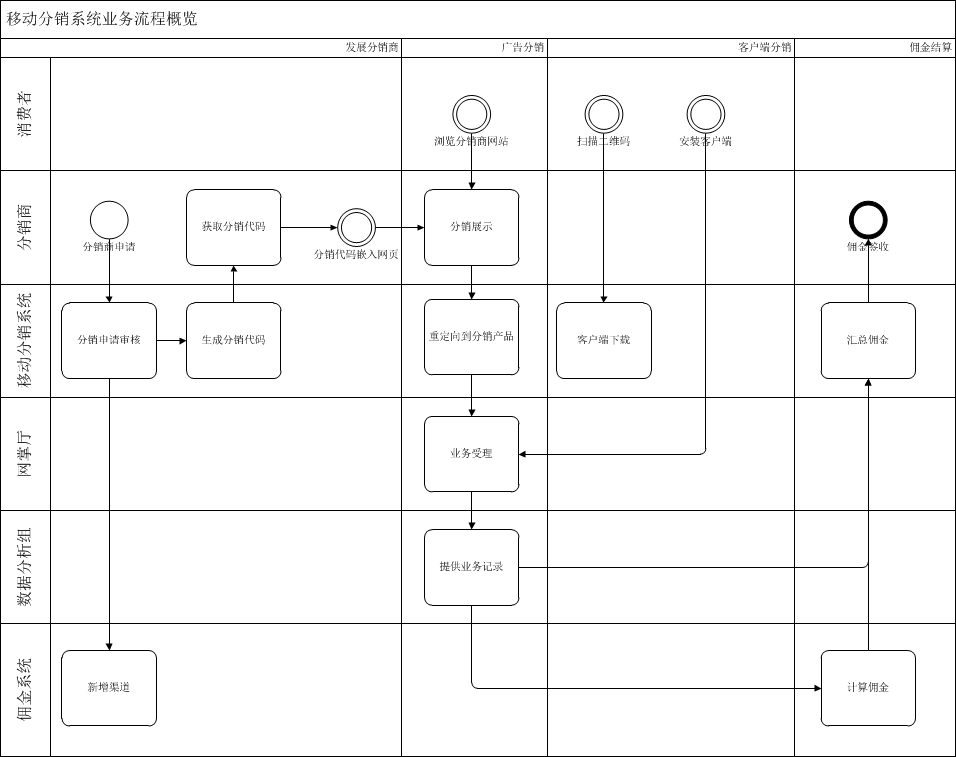 移动分销系统业务流程概览
发展分销商
广告分销
客户端分销
佣金结算
消费者
浏览分销商网站
扫描二维码
安装客户端
分销商
分销商申请
获取分销代码
分销代码嵌入网页
分销展示
佣金签收
移动分销系统
分销申请审核
生成分销代码
重定向到分销产品
客户端下载
汇总佣金
网掌厅
业务受理
数据分析组
提供业务记录
佣金系统
新增渠道
计算佣金